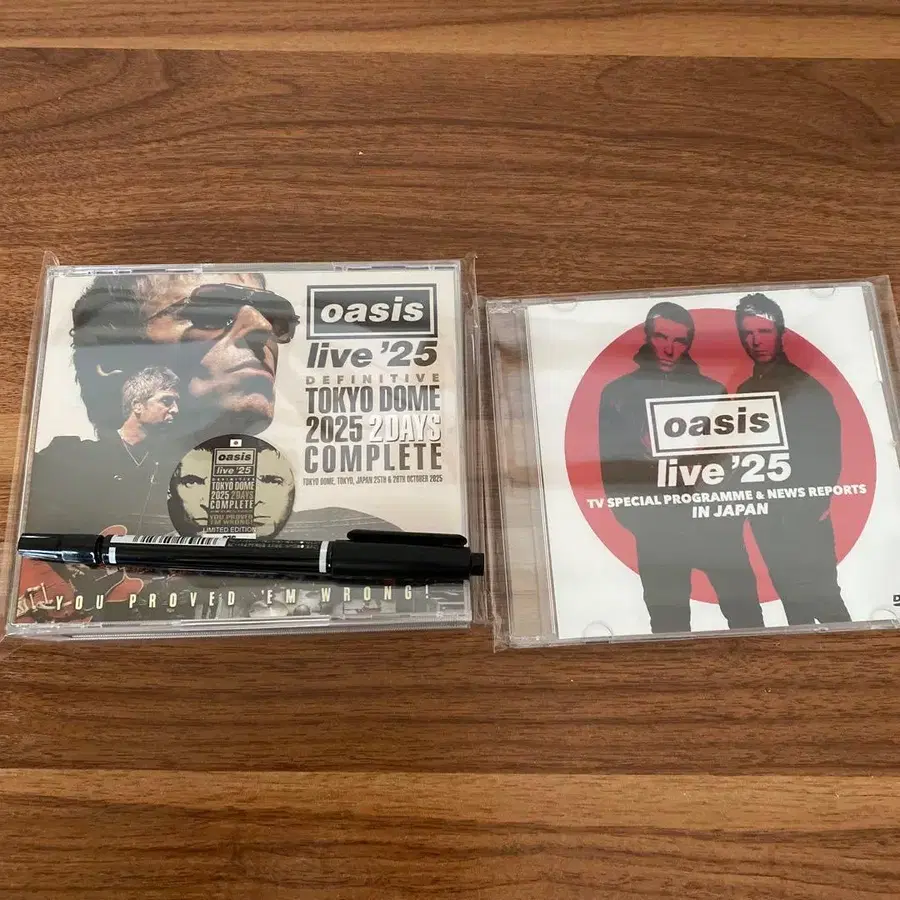 oasis
live '25
DEFINITIVE
TOKYO DOME
2025 2DAYS
COMPLETE
TOKYO DOME, TOKYO, JAPAN 25TH & 26TH OCTOBER 2025
oasis
live '25
DEFINITIVE
TOKYO DOME
2025 2DAYS
COMPLETE
YOU PROVED
'EM WRONG!
LIMITED EDITION
YOU PROVED 'EM WRONG!
oasis
live '25
TV SPECIAL PROGRAMME & NEWS REPORTS
IN JAPAN